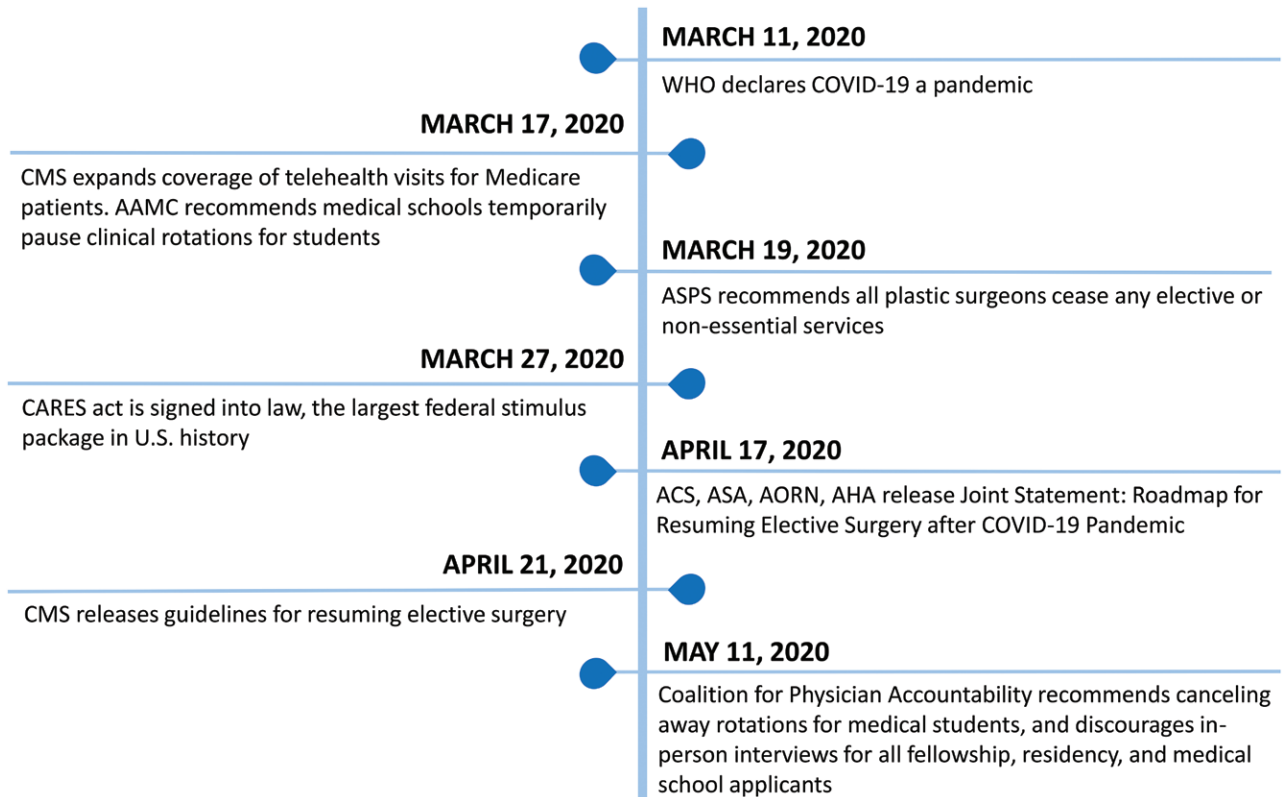 MARCH 11, 2020
WHO declares COVID-19 a pandemic
MARCH 17, 2020
CMS expands coverage of telehealth visits for Medicare
patients. AAMC recommends medical schools temporarily
pause clinical rotations for students
MARCH 19, 2020
ASPS recommends all plastic surgeons cease any elective or
non-essential services
MARCH 27, 2020
CARES act is signed into law, the largest federal stimulus
package in U.S. history
APRIL 17, 2020
ACS, ASA, AORN, AHA release Joint Statement: Roadmap for
Resuming Elective Surgery after COVID-19 Pandemic
APRIL 21, 2020
CMS releases guidelines for resuming elective surgery
MAY 11, 2020
Coalition for Physician Accountability recommends canceling
away rotations for medical students, and discourages in-
person interviews for all fellowship, residency, and medical
school applicants